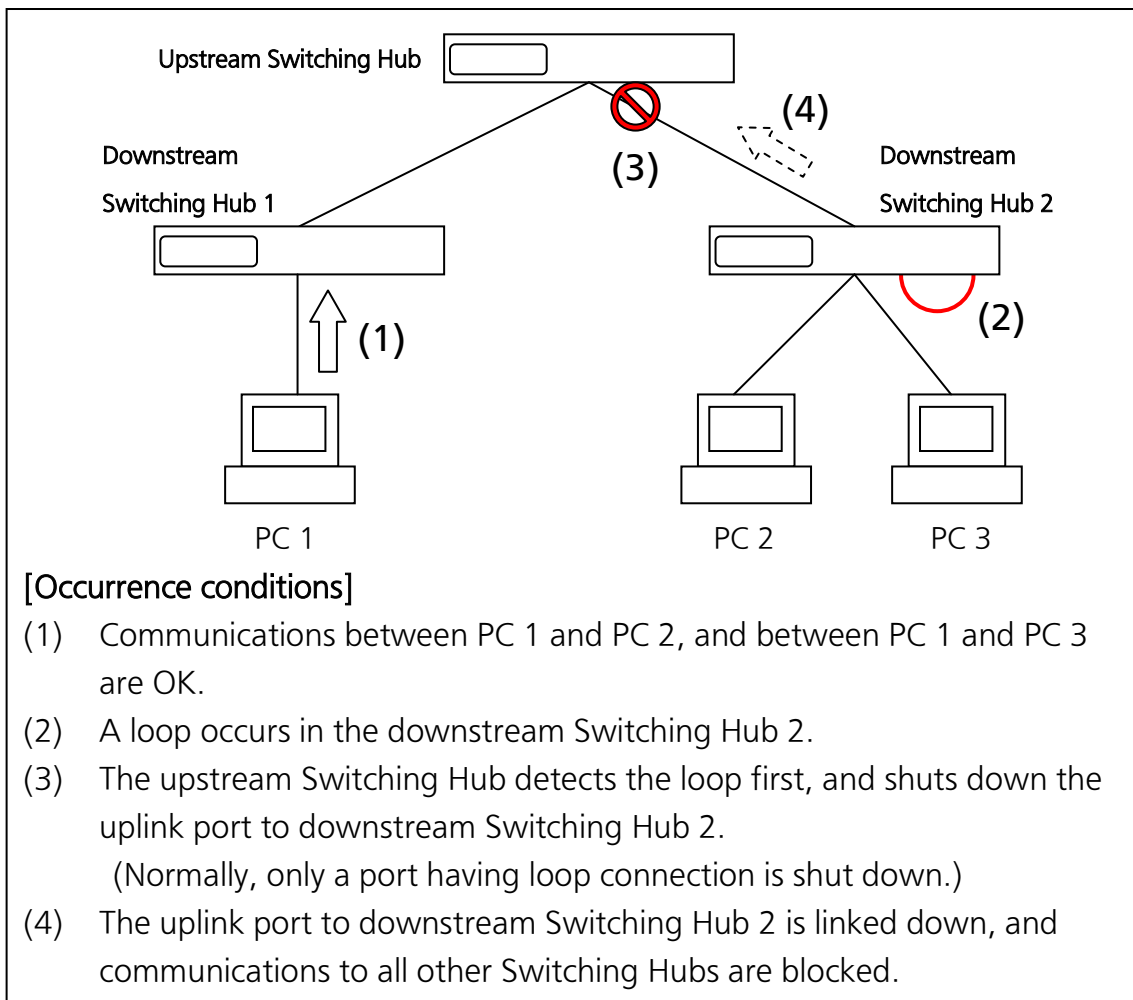 Upstream Switching Hub
(4)
(3)
Downstream
Switching Hub 1
Downstream
Switching Hub 2
(1)
(2)
PC 1
PC 2
PC 3
[Occurrence conditions]
(1) Communications between PC 1 and PC 2, and between PC 1 and PC 3
are OK.
(2) A loop occurs in the downstream Switching Hub 2.
(3) The upstream Switching Hub detects the loop first, and shuts down the
uplink port to downstream Switching Hub 2.
(Normally, only a port having loop connection is shut down.)
(4) The uplink port to downstream Switching Hub 2 is linked down, and
communications to all other Switching Hubs are blocked.